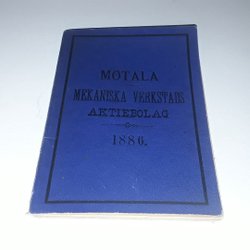 MOTALA
MEKANISKA VERKSTADS
AKTIEBOLAG
1886.